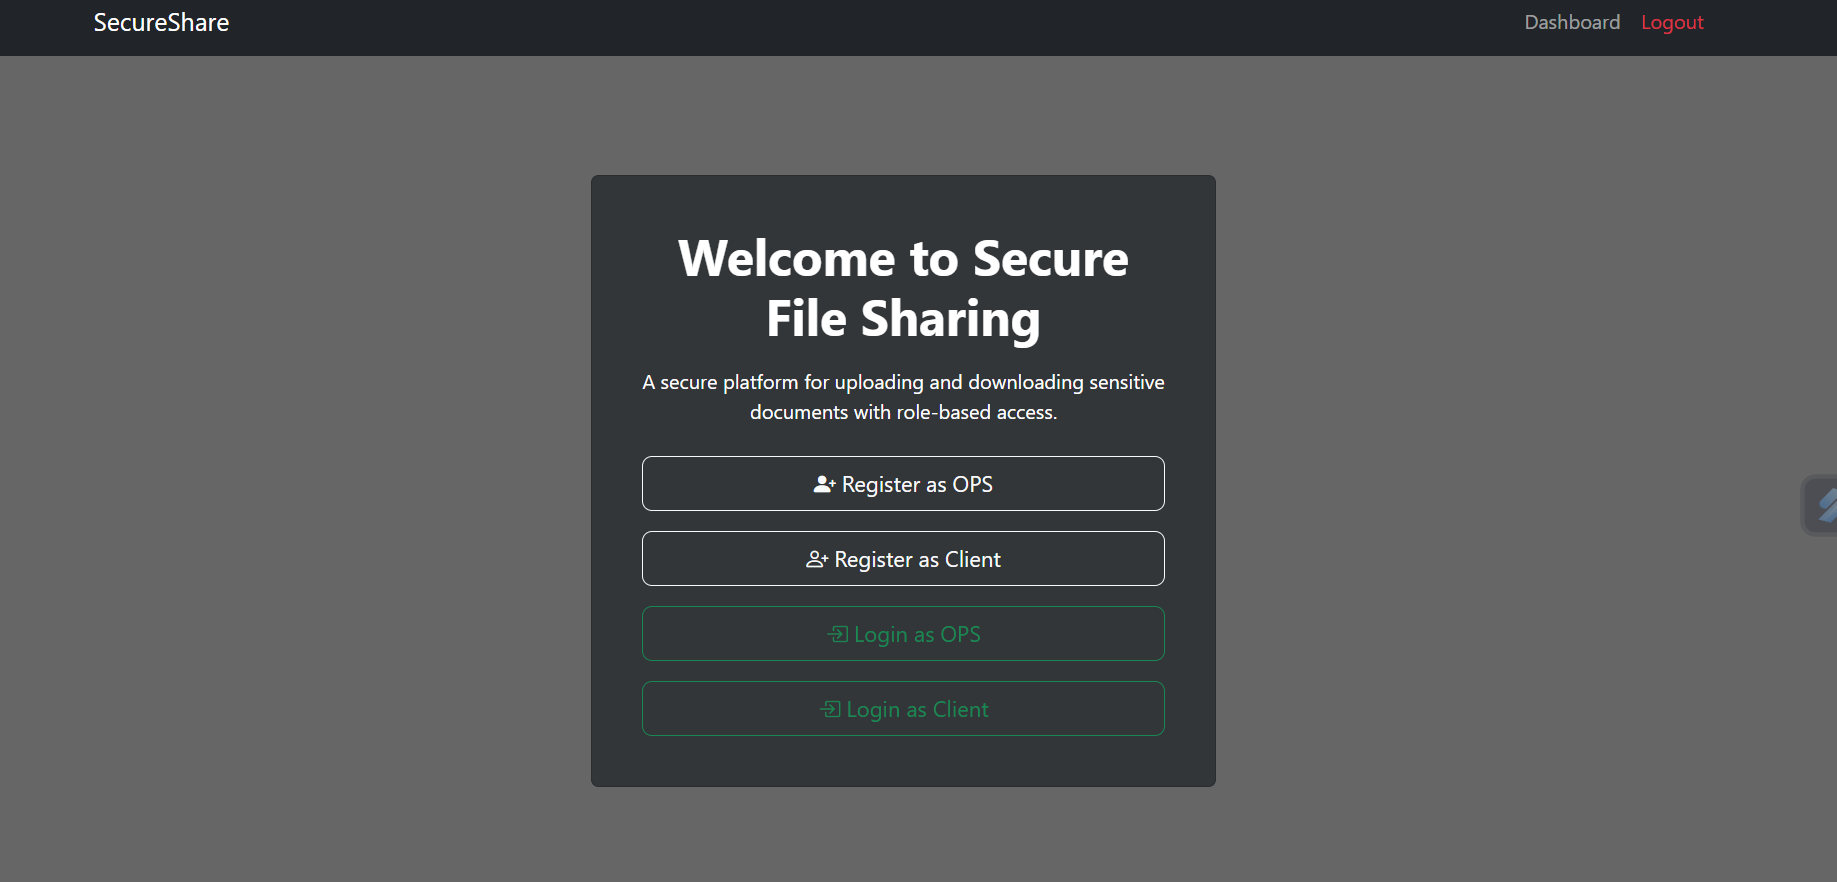 SecureShare
Dashboard
Logout
Welcome to Secure
File Sharing
A secure platform for uploading and downloading sensitive
documents with role-based access.
Register as OPS
Register as Client
Login as OPS
Login as Client